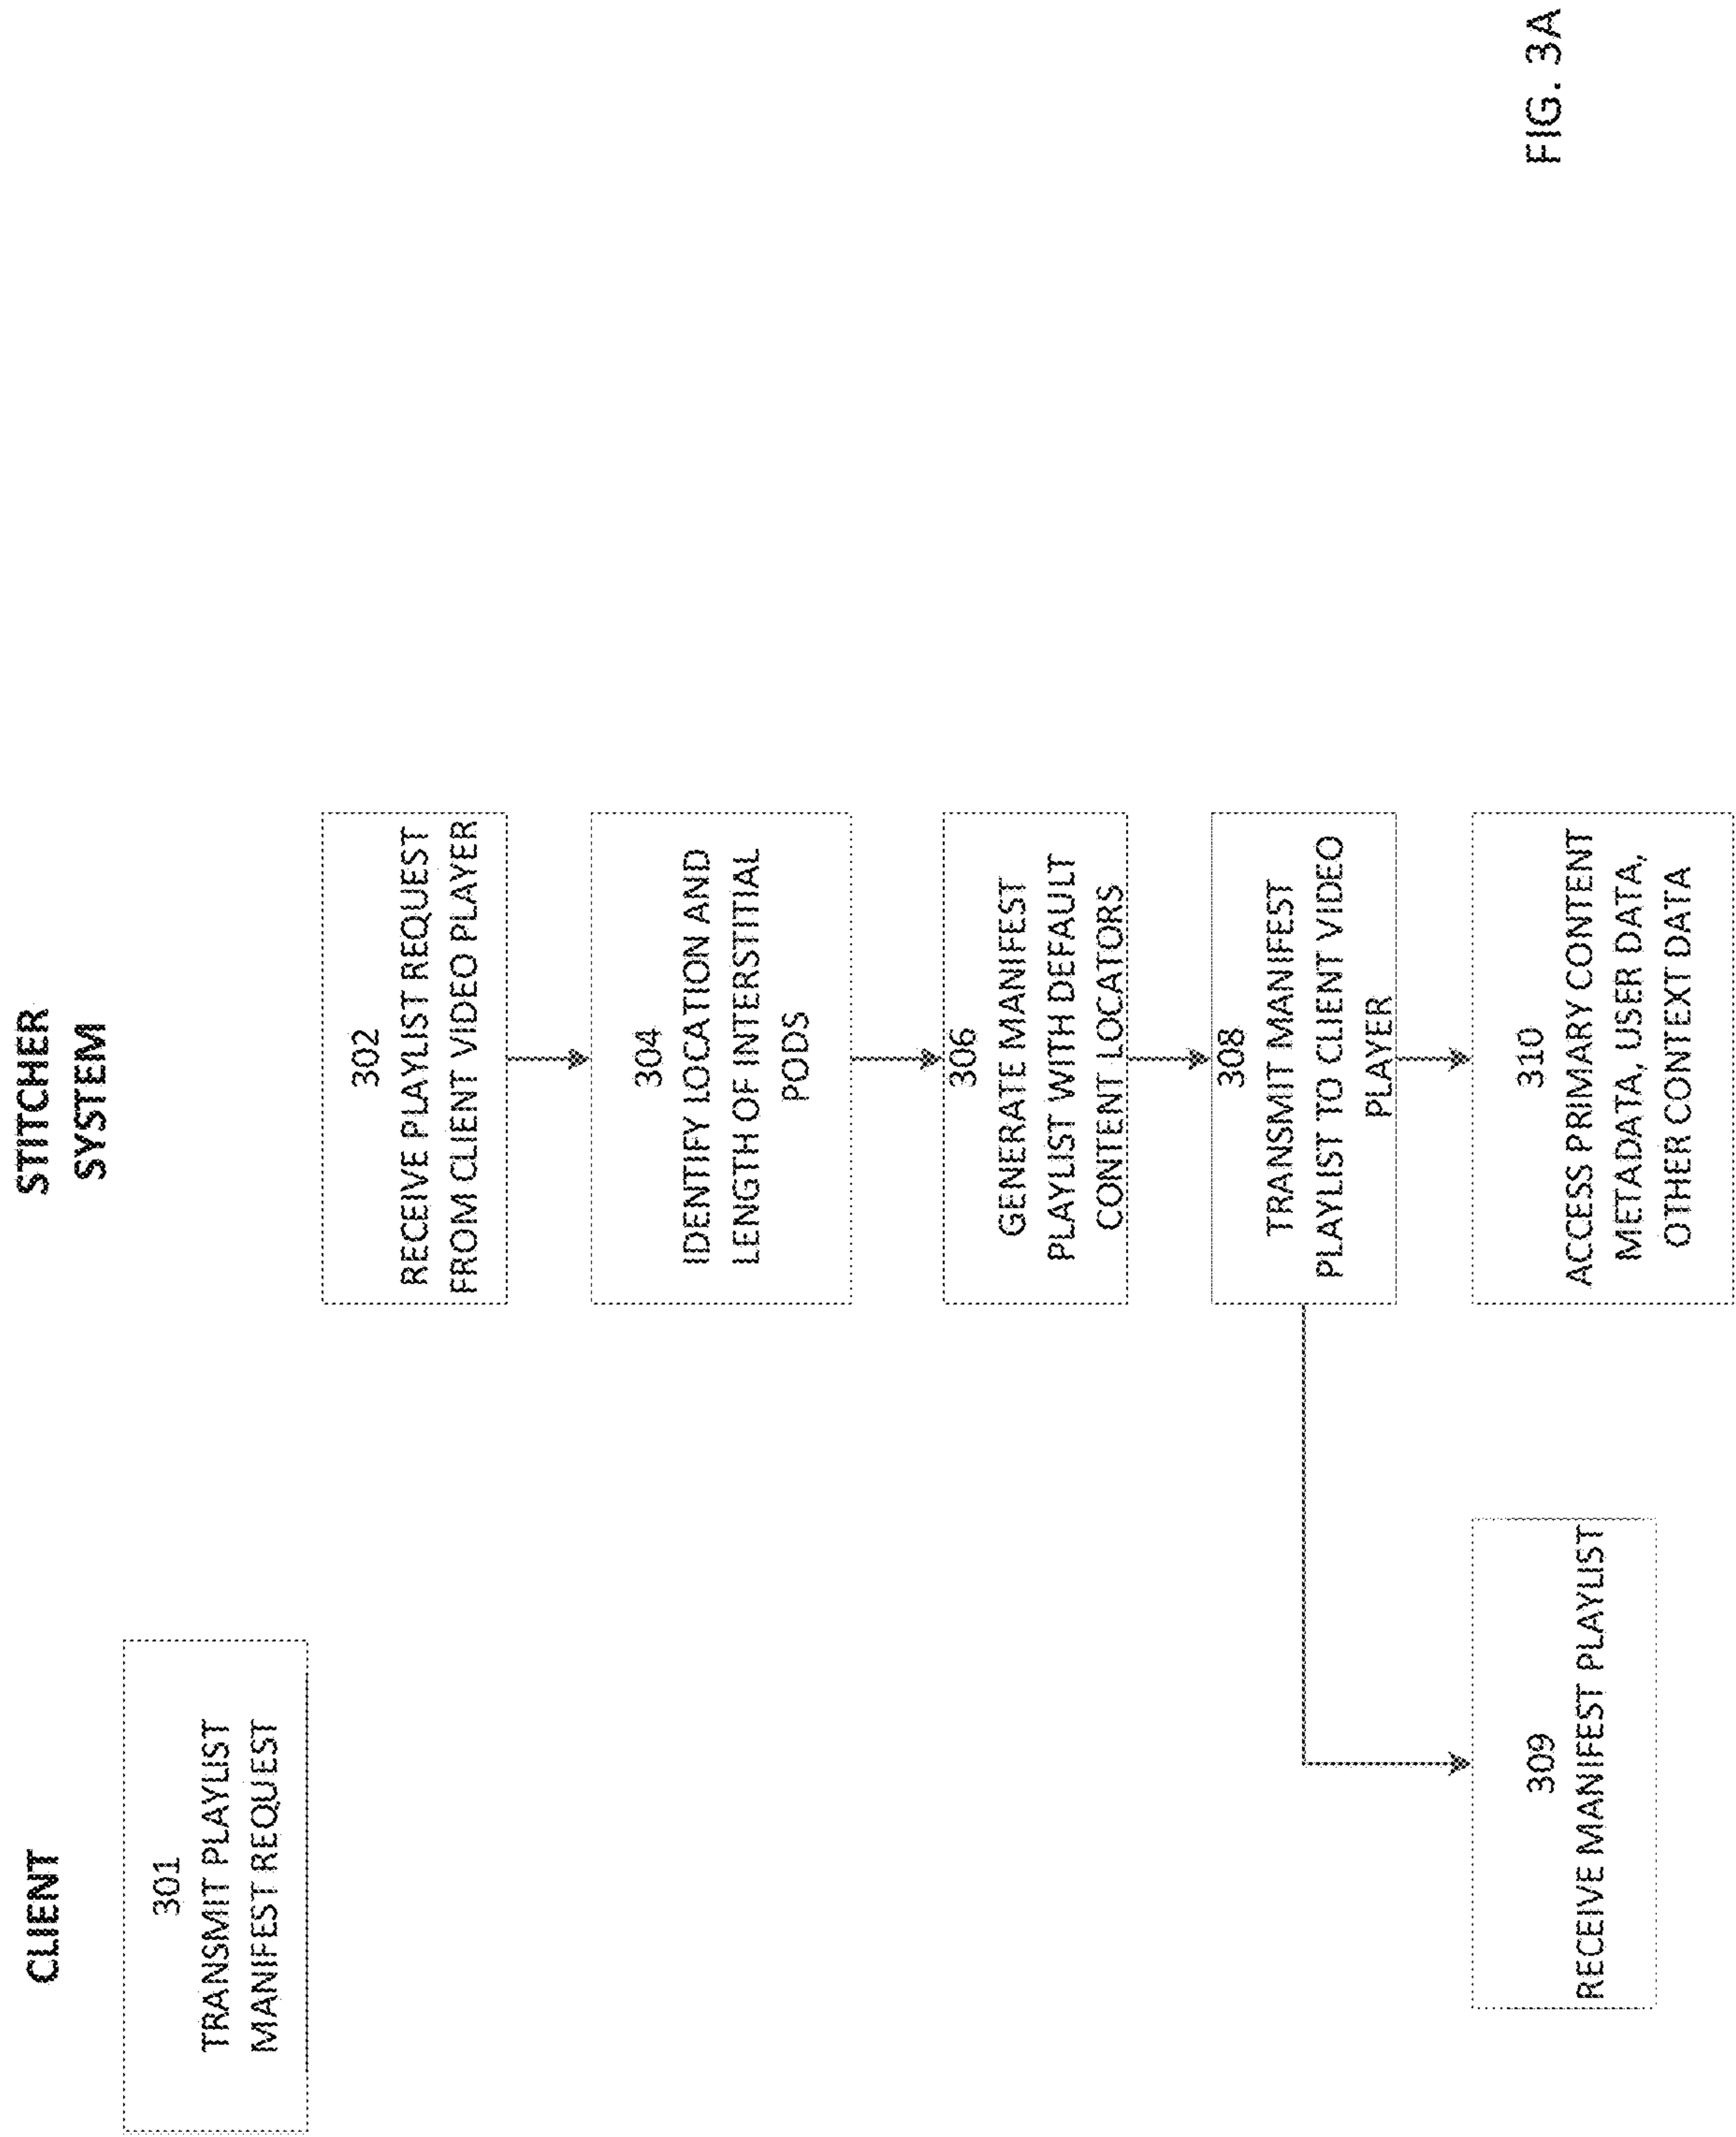 CLIENT
STITCHER
SYSTEM
301
TRANSMIT PLAYLIST
MANIFEST REQUEST
302
RECEIVE PLAYLIST REQUEST
FROM CLIENT VIDEO PLAYER
304
IDENTIFY LOCATION AND
LENGTH OF INTERSTITIAL
PODS
306
GENERATE MANIFEST
PLAYLIST WITH DEFAULT
CONTENT LOCATORS
308
TRANSMIT MANIFEST
PLAYLIST TO CLIENT VIDEO
PLAYER
309
RECEIVE MANIFEST PLAYLIST
310
ACCESS PRIMARY CONTENT
METADATA, USER DATA,
OTHER CONTEXT DATA
FIG. 3A